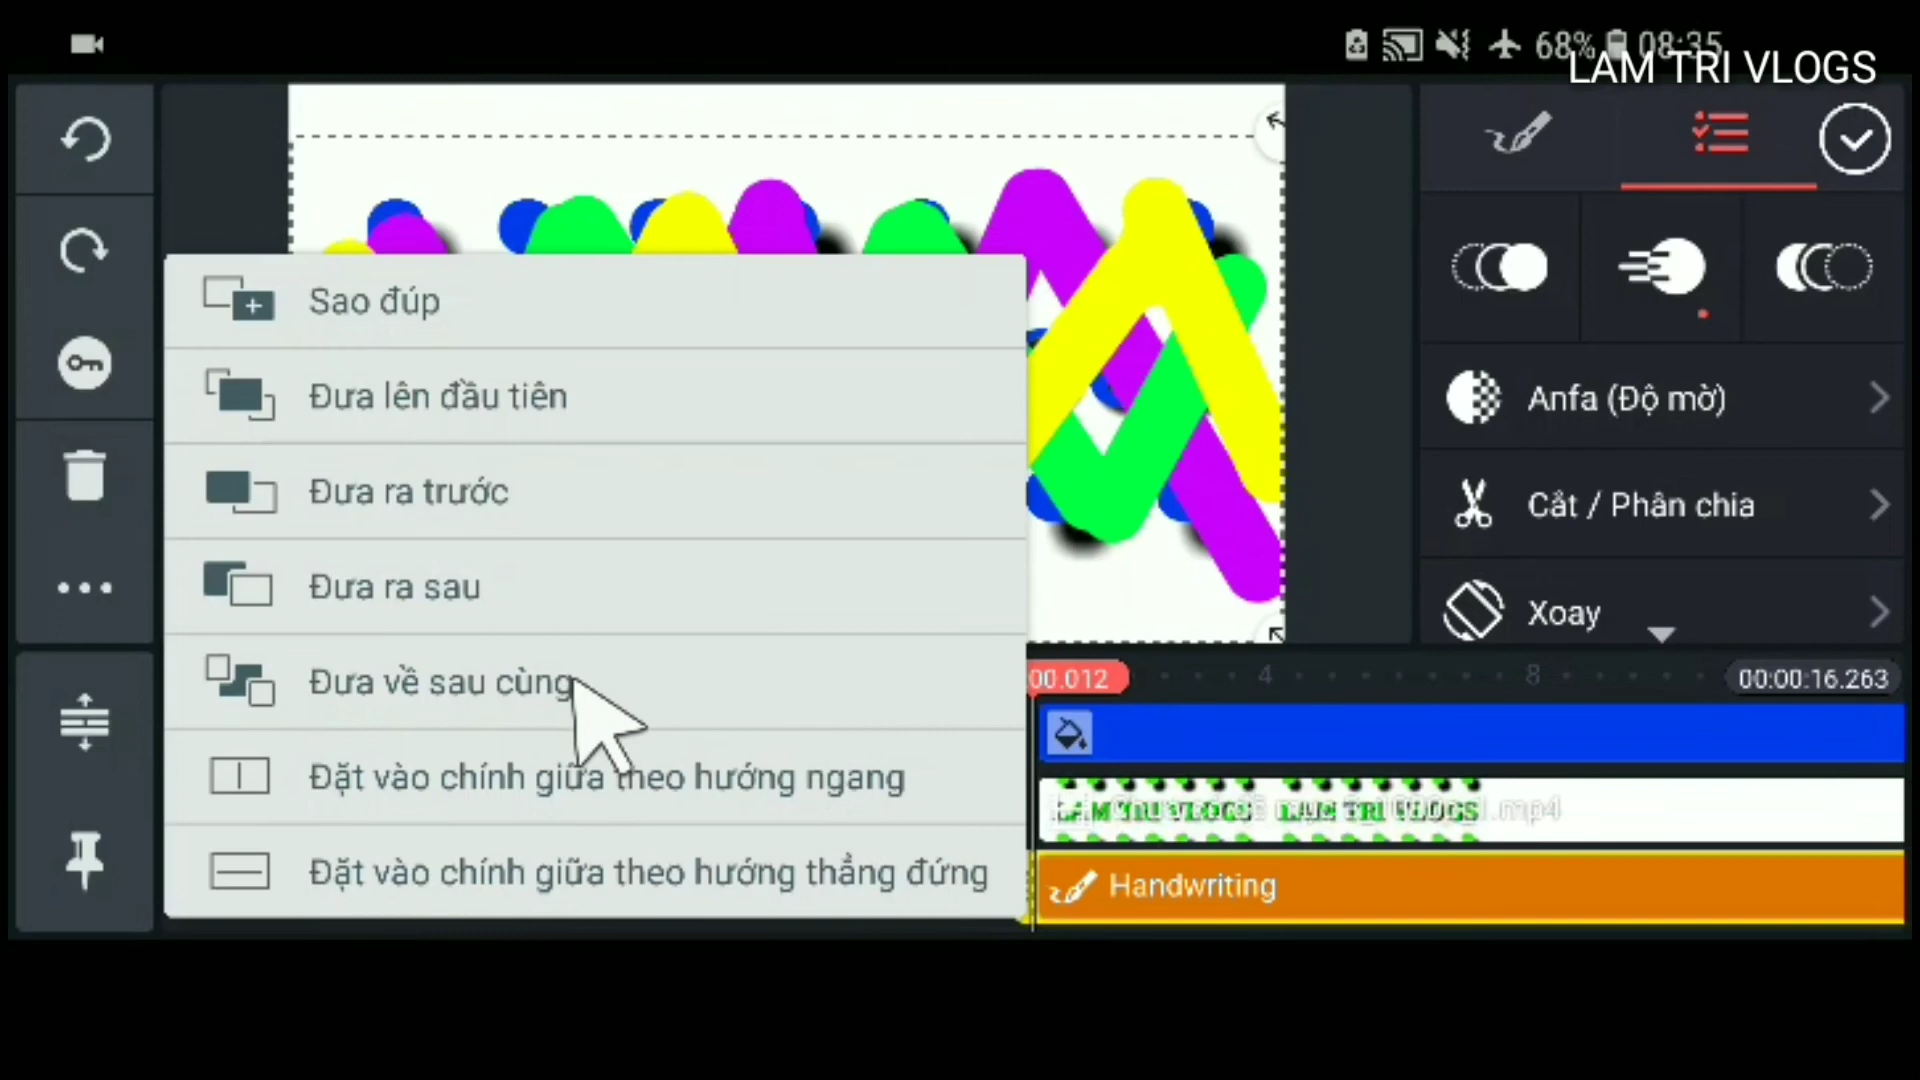 68% 08:35
LAM TRI VLOGS
Sao đúp
Đưa lên đầu tiên
Đưa ra trước
Đưa ra sau
Đưa về sau cùng
Đặt vào chính giữa theo hướng ngang
Đặt vào chính giữa theo hướng thẳng đứng
Anfa (Độ mờ)
Cắt / Phân chia
Xoay
00.012
4
8
00:00:16.263
LAM TRI VLOGS LAM TRI VLOGS .mp4
Handwriting